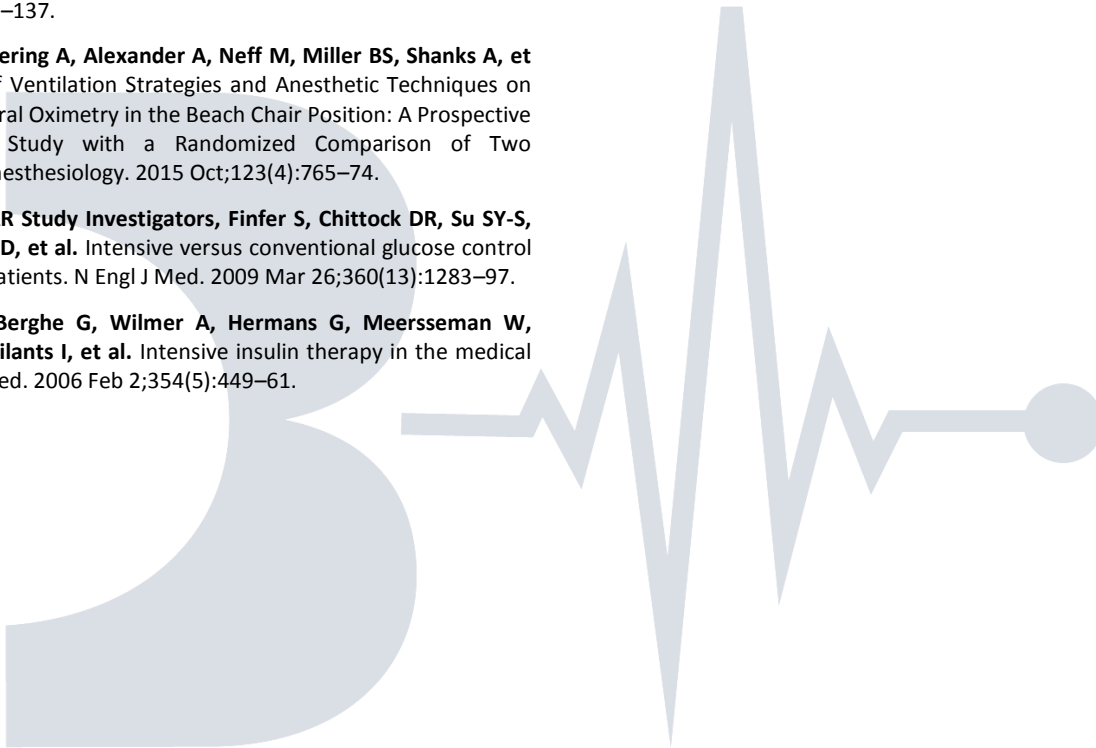 –137.
ering A, Alexander A, Neff M, Miller BS, Shanks A, et
f Ventilation Strategies and Anesthetic Techniques on
ral Oximetry in the Beach Chair Position: A Prospective
Study with a Randomized Comparison of Two
nesthesiology. 2015 Oct;123(4):765–74.
R Study Investigators, Finfer S, Chittock DR, Su SY-S,
D, et al. Intensive versus conventional glucose control
atients. N Engl J Med. 2009 Mar 26;360(13):1283–97.
Berghe G, Wilmer A, Hermans G, Meersseman W,
ilants I, et al. Intensive insulin therapy in the medical
ed. 2006 Feb 2;354(5):449–61.